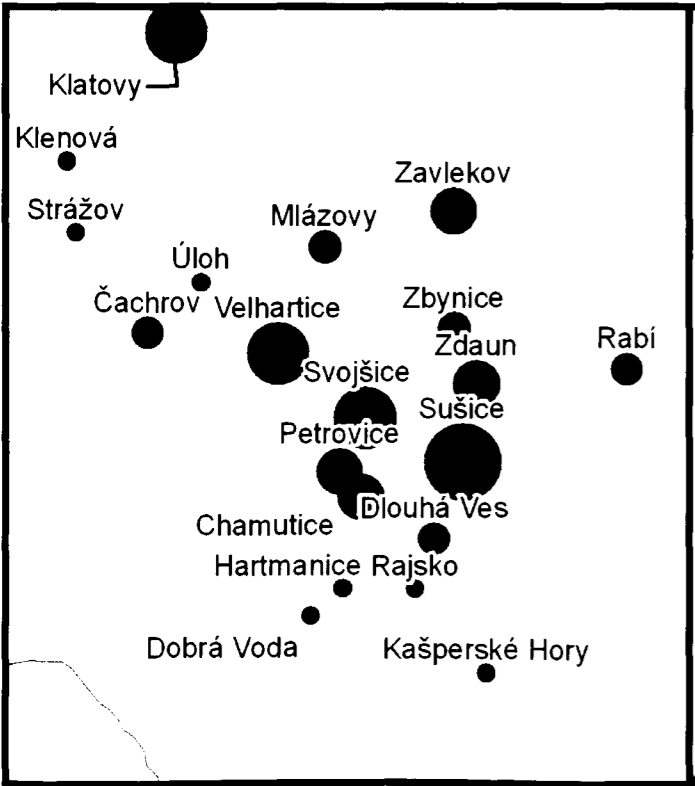 Klatovy
Klenová
Zavlekov
Strážov
Mlázovy
Úloh
Čachrov
Velhartice
Zbynice
Zdaun
Rabí
Svojšice
Sušice
Petrovice
Dlouhá Ves
Chamutice
Hartmanice
Rajsko
Dobrá Voda
Kašperské Hory